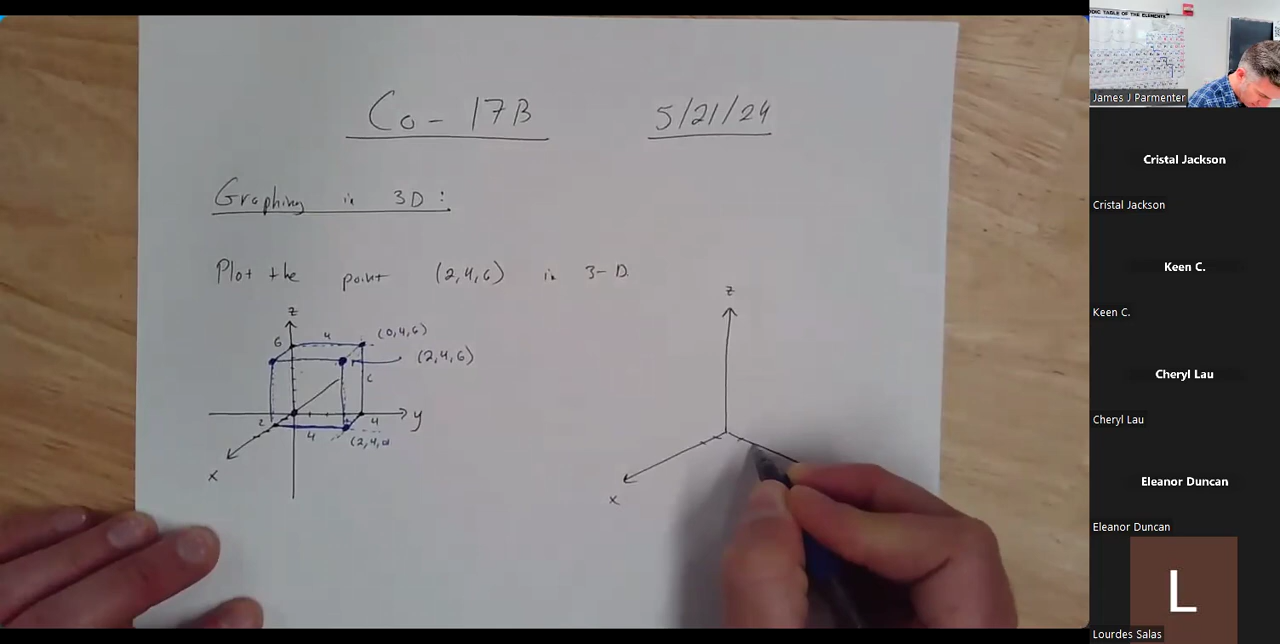 Co - 17B 5/21/24
Graphing in 3D:
Plot the point (2,4,6) in 3-D
z
6 4 (0,4,6)
(2,4,6)
6
2 4 4 y
(2,4,0)
x
z
x
PERIODIC TABLE OF THE ELEMENTS
James J Parmenter
Cristal Jackson
Cristal Jackson
Keen C.
Keen C.
Cheryl Lau
Cheryl Lau
Eleanor Duncan
Eleanor Duncan
L
Lourdes Salas